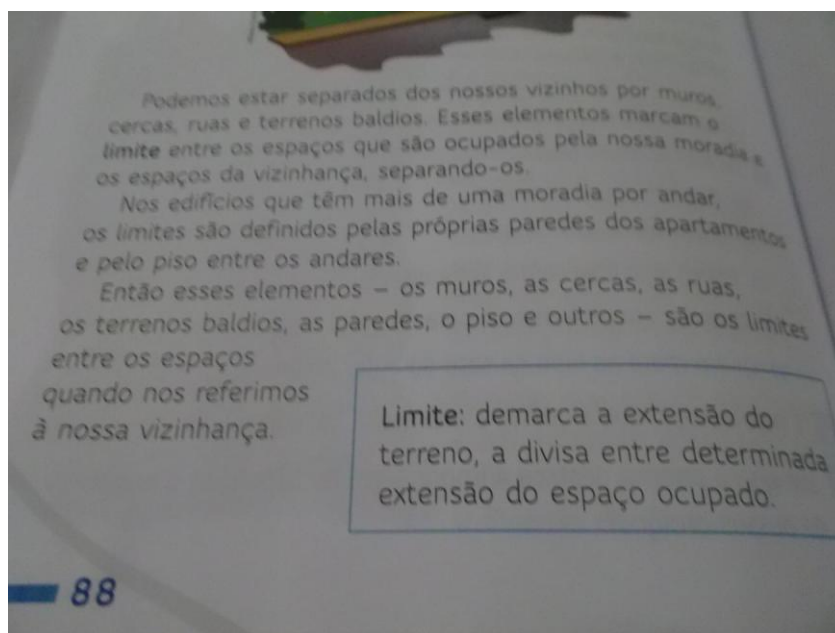 Podemos estar separados dos nossos vizinhos por muros,
cercas, ruas e terrenos baldios. Esses elementos marcam o
limite entre os espaços que são ocupados pela nossa moradia e
os espaços da vizinhança, separando-os.
Nos edifícios que têm mais de uma moradia por andar,
os limites são definidos pelas próprias paredes dos apartamentos
e pelo piso entre os andares.
Então esses elementos – os muros, as cercas, as ruas,
os terrenos baldios, as paredes, o piso e outros – são os limites
entre os espaços
quando nos referimos
à nossa vizinhança.
Limite: demarca a extensão do
terreno, a divisa entre determinada
extensão do espaço ocupado.
88